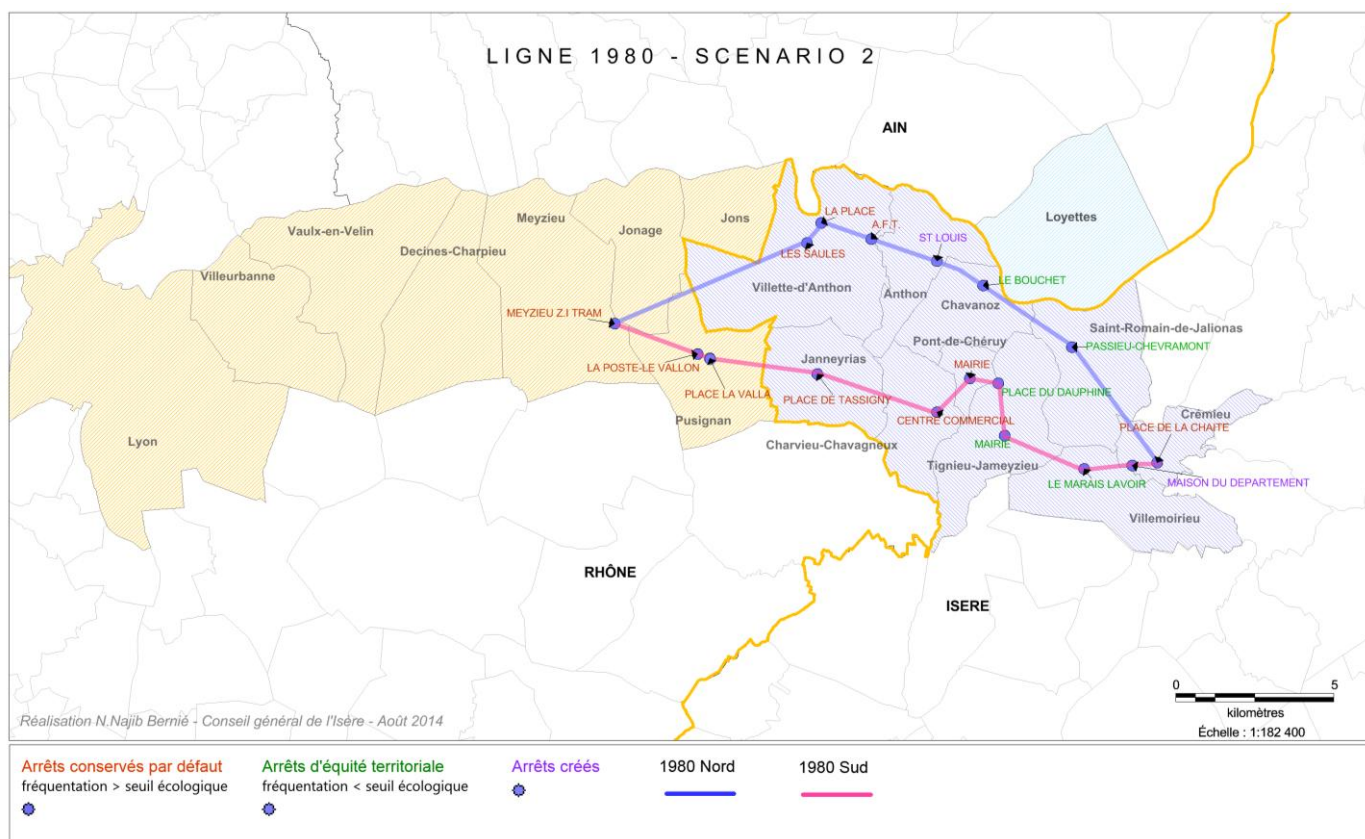 LIGNE 1980 - SCENARIO 2
AIN
Loyettes
Meyzieu
Jons
LA PLACE
Vaulx-en-Velin
Jonage
A.F.T.
ST LOUIS
Decines-Charpieu
LES SAULES
Villeurbanne
LE BOUCHET
Villette-d'Anthon
Anthon
Chavanoz
MEYZIEU Z.I TRAM
Saint-Romain-de-Jalionas
Pont-de-Chéruy
PASSIEU-CHEVRAMONT
Janneyrias
MAIRIE
LA POSTE-LE VALLON
PLACE LA VALLA
PLACE DE TASSIGNY
PLACE DU DAUPHINE
Crémieu
Pusignan
CENTRE COMMERCIAL
PLACE DE LA CHAITE
Lyon
Charvieu-Chavagneux
MAIRIE
Tignieu-Jameyzieu
LE MARAIS LAVOIR
MAISON DU DEPARTEMENT
Villemoirieu
RHÔNE
ISERE
0 5
kilomètres
Échelle : 1:182 400
Réalisation N.Najib Bernié - Conseil général de l'Isère - Août 2014
Arrêts conservés par défaut
fréquentation > seuil écologique
Arrêts d'équité territoriale
fréquentation < seuil écologique
Arrêts créés
1980 Nord
1980 Sud